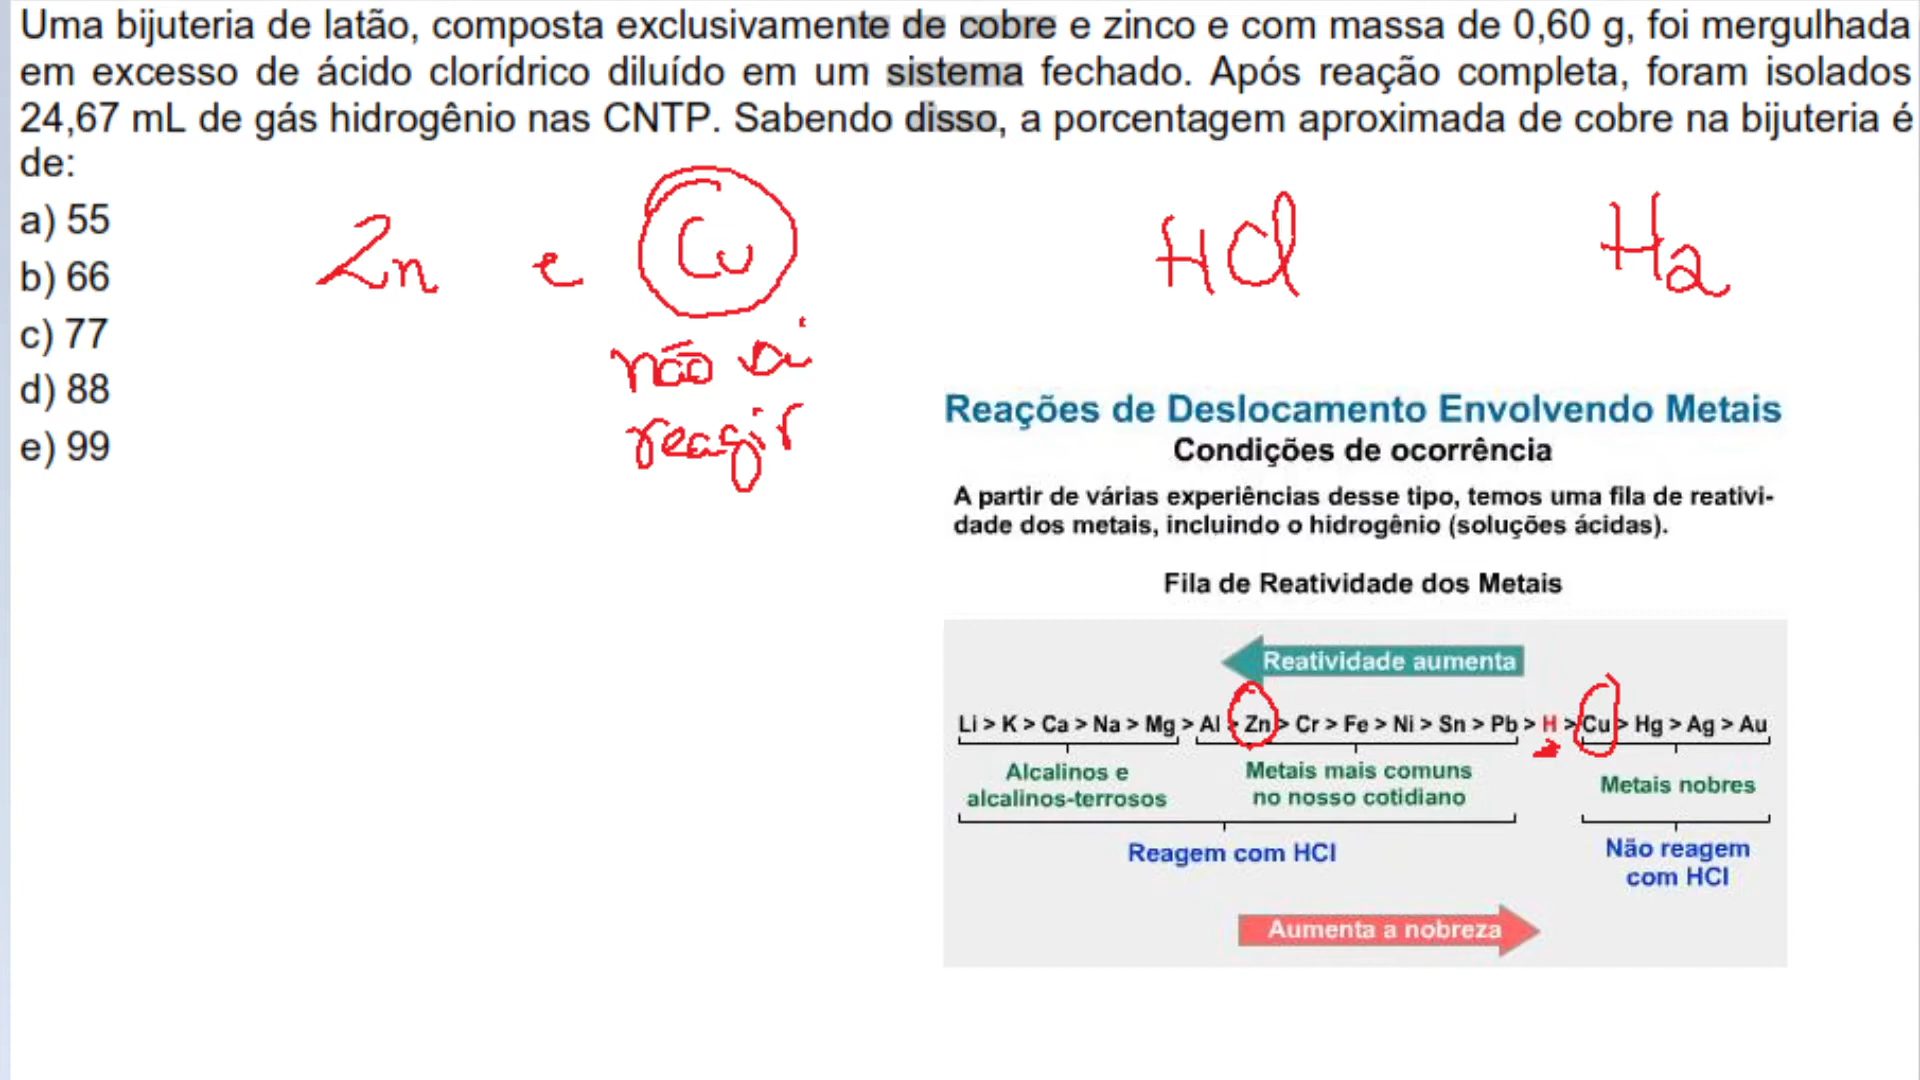 Uma bijuteria de latão, composta exclusivamente de cobre e zinco e com massa de 0,60 g, foi mergulhada
em excesso de ácido clorídrico diluído em um sistema fechado. Após reação completa, foram isolados
24,67 mL de gás hidrogênio nas CNTP. Sabendo disso, a porcentagem aproximada de cobre na bijuteria é
de:
a) 55
b) 66
c) 77
d) 88
e) 99
Zn e Cu HCl H2
não vai
reagir
Reações de Deslocamento Envolvendo Metais
Condições de ocorrência
A partir de várias experiências desse tipo, temos uma fila de reativi-
dade dos metais, incluindo o hidrogênio (soluções ácidas).
Fila de Reatividade dos Metais
Reatividade aumenta
Li > K > Ca > Na > Mg > Al > Zn > Cr > Fe > Ni > Sn > Pb > H > Cu > Hg > Ag > Au
Alcalinos e
alcalinos-terrosos
Metais mais comuns
no nosso cotidiano
Metais nobres
Reagem com HCl
Não reagem
com HCl
Aumenta a nobreza